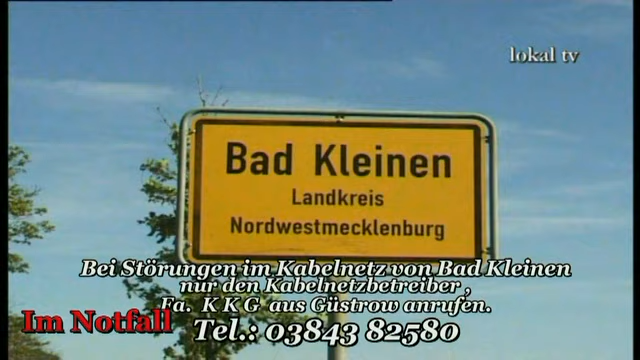 lokal tv
Bad Kleinen
Landkreis
Nordwestmecklenburg
Bei Störungen im Kabelnetz von Bad Kleinen
nur den Kabelnetzbetreiber ,
Fa. K K G aus Güstrow anrufen.
Im Notfall
Tel.: 03843 82580